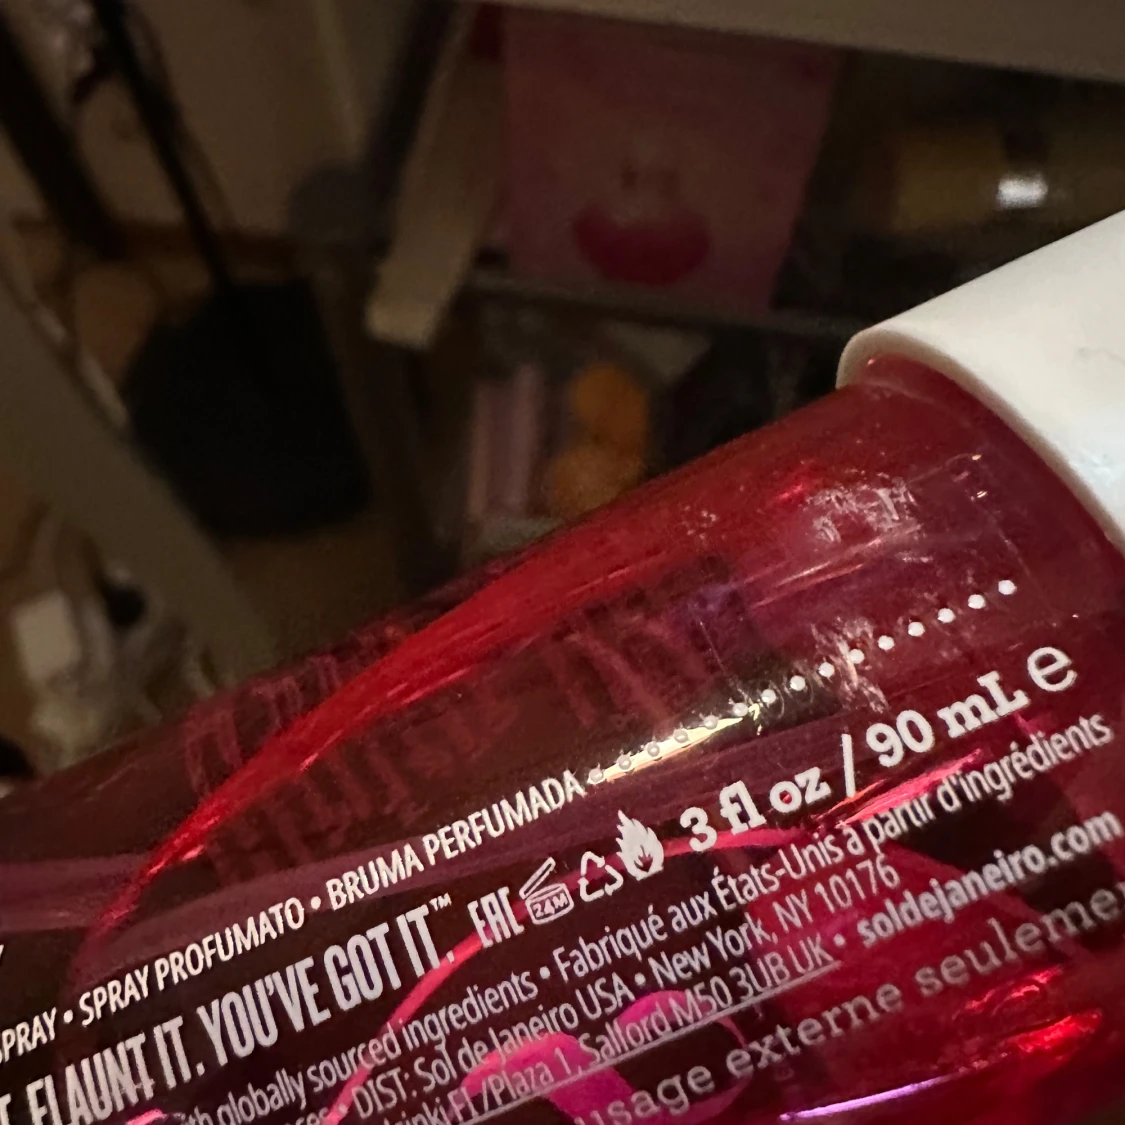 SPRAY • SPRAY PROFUMATO • BRUMA PERFUMADA
FLAUNT IT. YOU'VE GOT IT.™ EAC 24M 3 fl oz / 90 mL e
globally sourced ingredients • Fabriqué aux États-Unis à partir d'ingrédients
• DIST: Sol de Janeiro USA • New York, NY 10176
FI /Plaza 1, Salford M50 3UB UK • soldejaneiro.com
usage externe